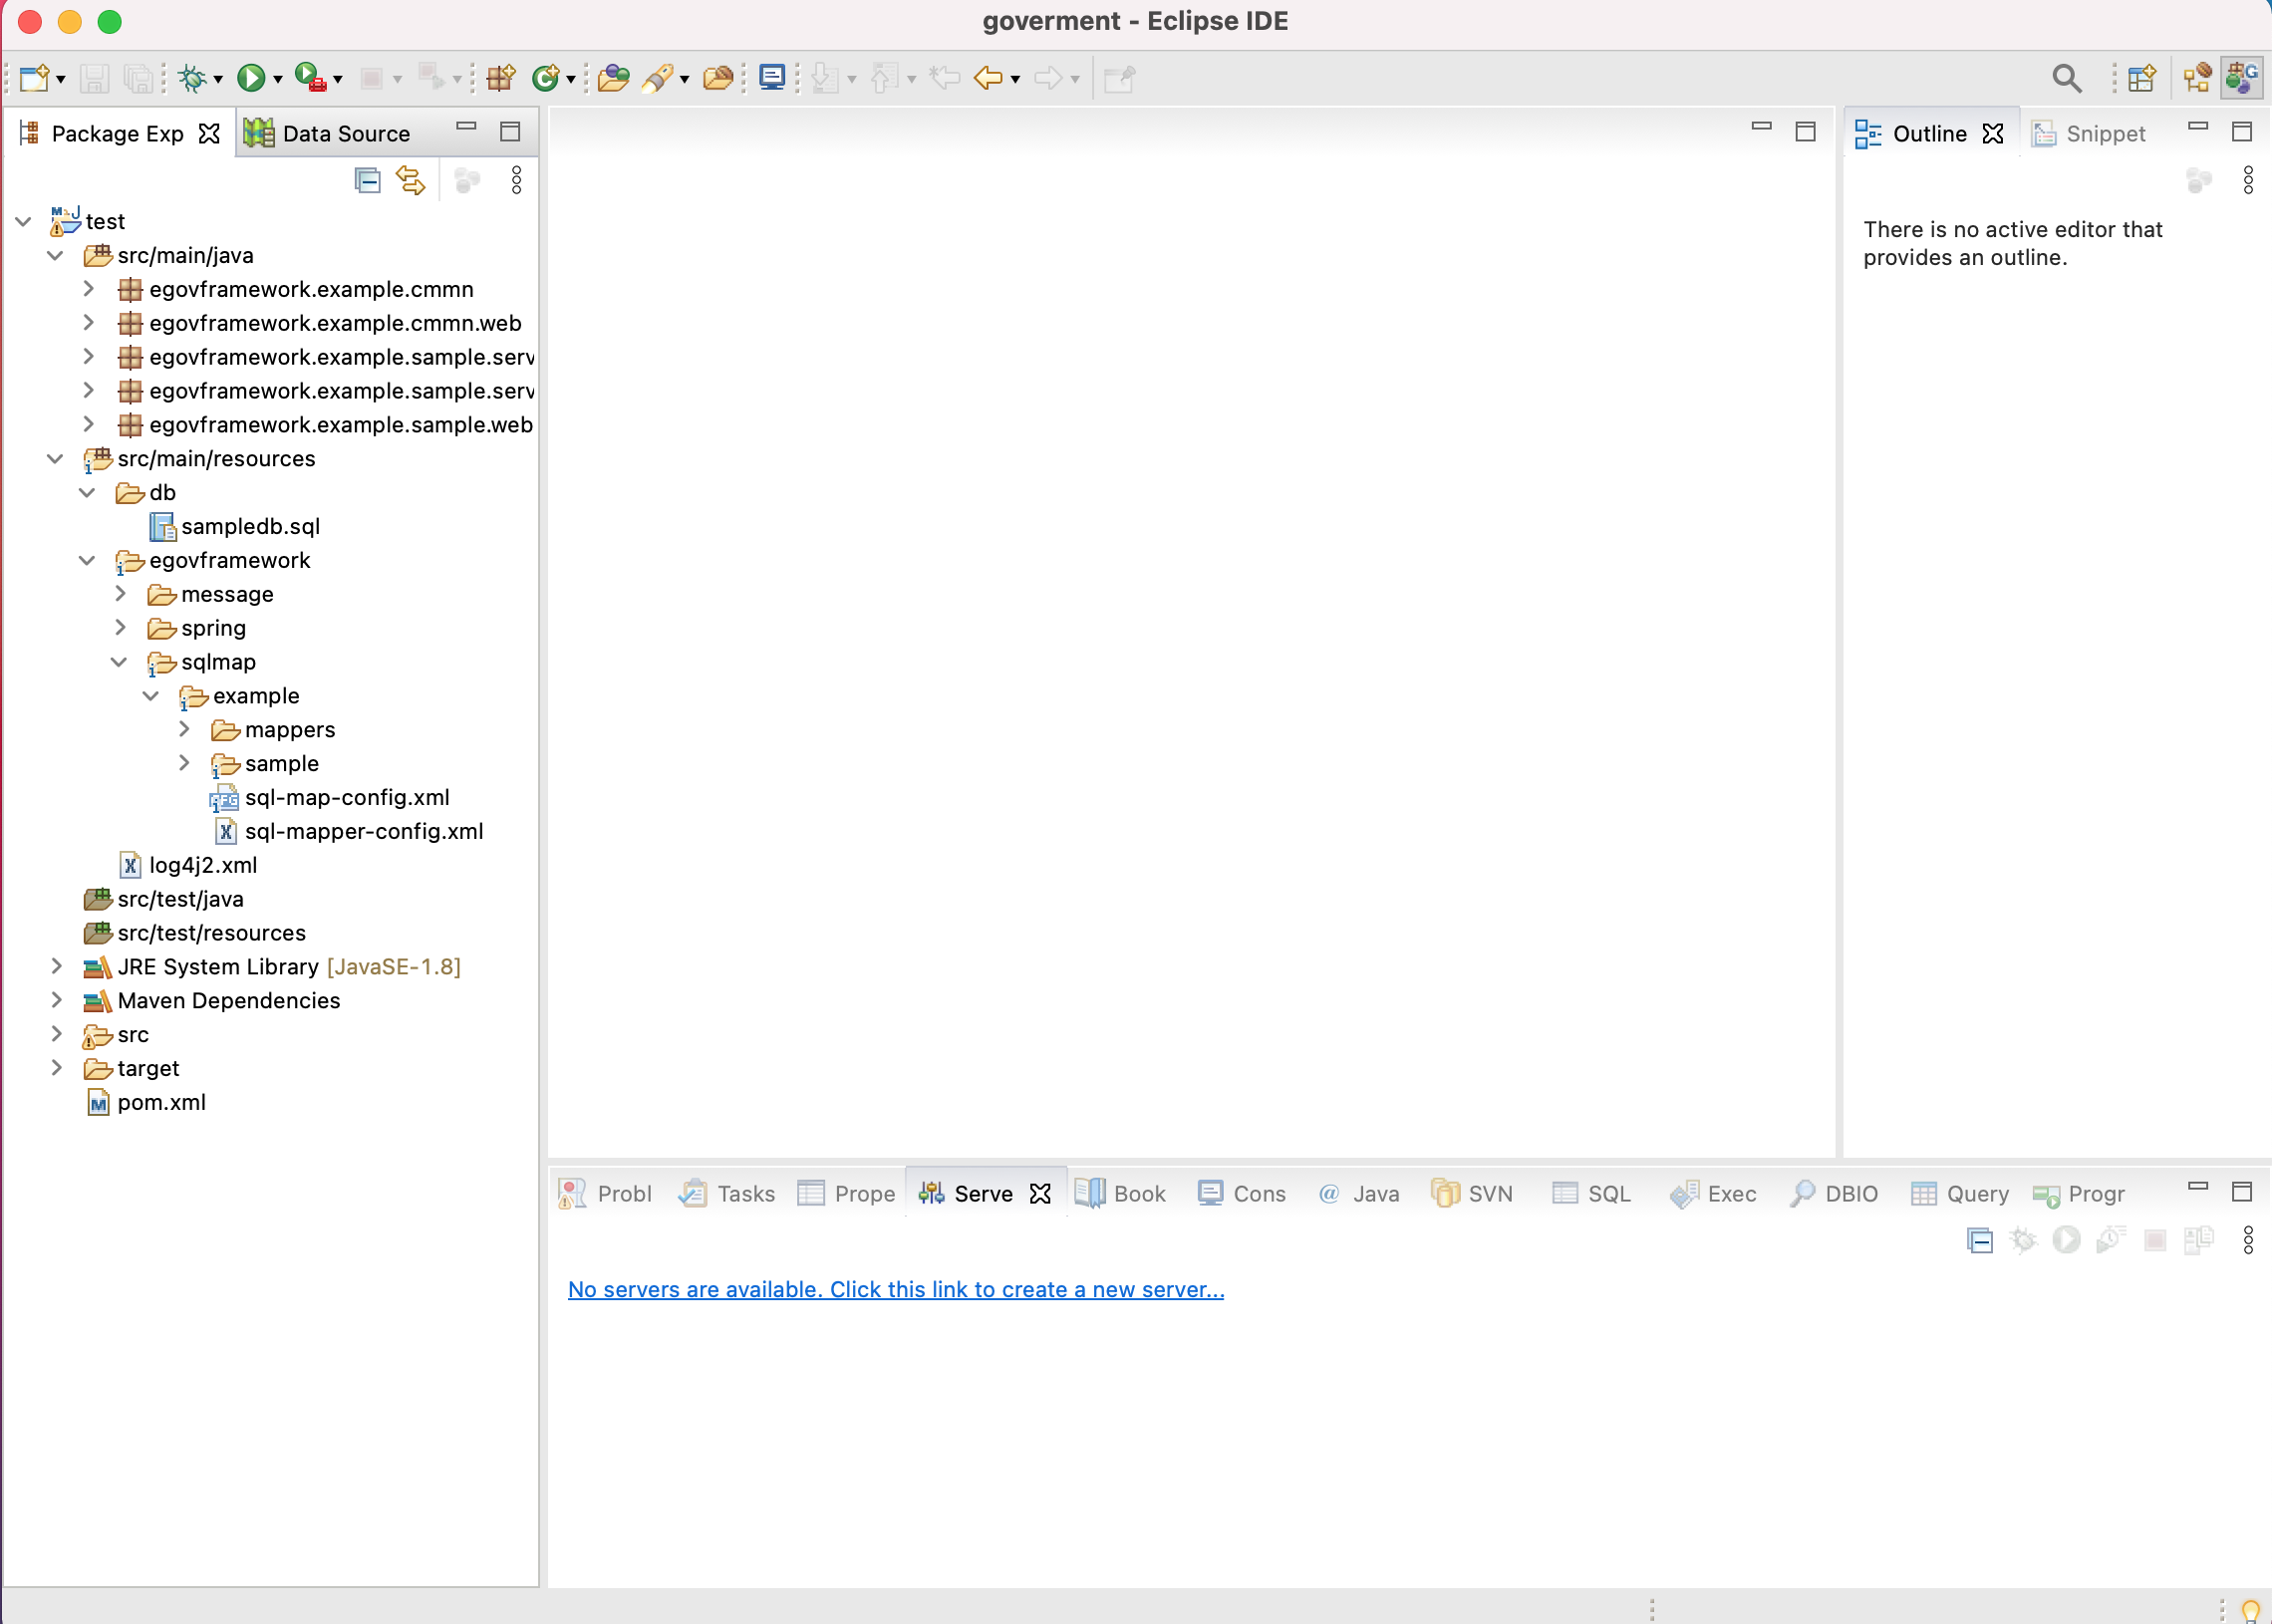 goverment - Eclipse IDE
Package Exp
Data Source
test
src/main/java
egovframework.example.cmmn
egovframework.example.cmmn.web
egovframework.example.sample.serv
egovframework.example.sample.serv
egovframework.example.sample.web
src/main/resources
db
sampledb.sql
egovframework
message
spring
sqlmap
example
mappers
sample
sql-map-config.xml
sql-mapper-config.xml
log4j2.xml
src/test/java
src/test/resources
JRE System Library [JavaSE-1.8]
Maven Dependencies
src
target
pom.xml
Outline
Snippet
There is no active editor that
provides an outline.
Probl
Tasks
Prope
Serve
Book
Cons
Java
SVN
SQL
Exec
DBIO
Query
Progr
No servers are available. Click this link to create a new server...